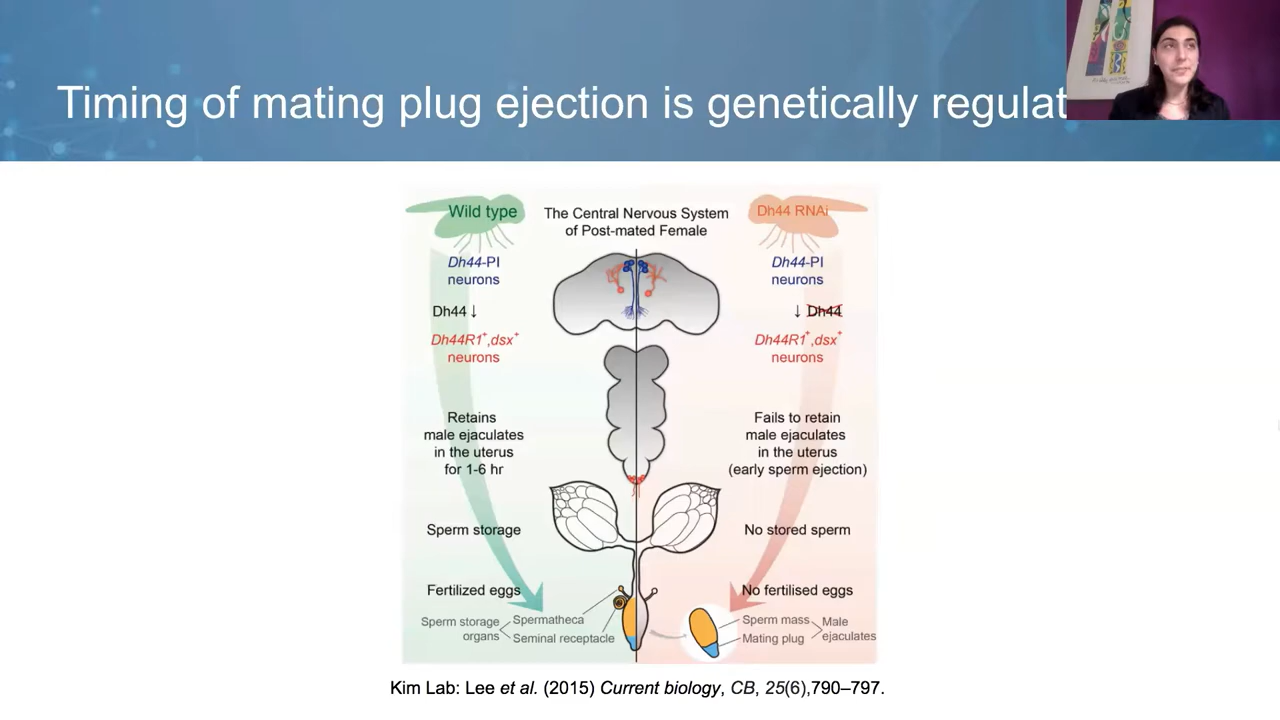 Timing of mating plug ejection is genetically regulat
Wild type
The Central Nervous System
of Post-mated Female
Dh44 RNAi
Dh44-PI
neurons
Dh44-PI
neurons
Dh44↓
↓ Dh44
Dh44R1⁺,dsx⁺
neurons
Dh44R1⁺,dsx⁺
neurons
Retains
male ejaculates
in the uterus
for 1-6 hr
Fails to retain
male ejaculates
in the uterus
(early sperm ejection)
Sperm storage
No stored sperm
Fertilized eggs
No fertilised eggs
Sperm storage
organs
Spermatheca
Seminal receptacle
Sperm mass
Mating plug
Male
ejaculates
Kim Lab: Lee et al. (2015) Current biology, CB, 25(6),790–797.